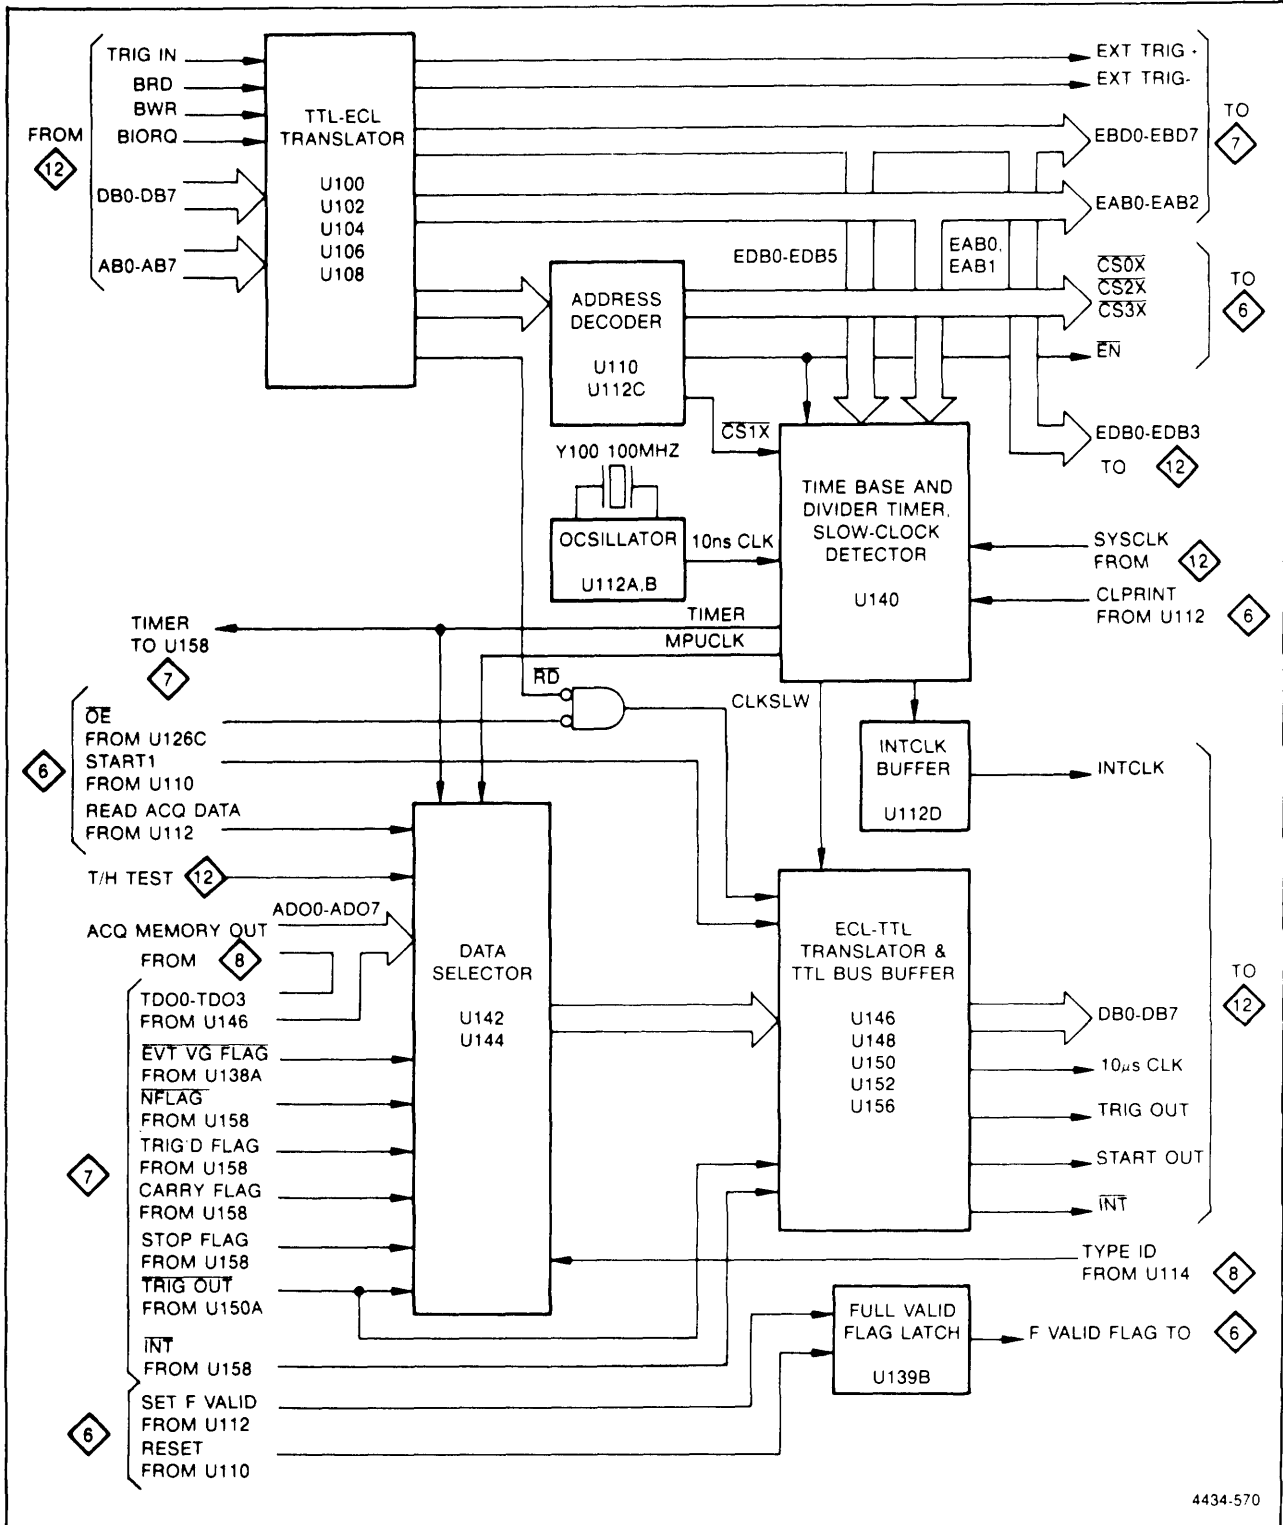 TRIG IN
BRD
BWR
BIORQ
FROM
12
DB0-DB7
AB0-AB7
TTL-ECL
TRANSLATOR
U100
U102
U104
U106
U108
EXT TRIG +
EXT TRIG-
TO
7
EBD0-EBD7
EAB0-EAB2
EDB0-EDB5
EAB0,
EAB1
CS0X
CS2X
CS3X
TO
6
EN
ADDRESS
DECODER
U110
U112C
CS1X
EDB0-EDB3
TO 12
Y100 100MHZ
OCSILLATOR
U112A,B
10ns CLK
TIME BASE AND
DIVIDER TIMER,
SLOW-CLOCK
DETECTOR
U140
SYSCLK
FROM 12
CLPRINT
FROM U112 6
TIMER
MPUCLK
TIMER
TO U158
7
RD
CLKSLW
OE
FROM U126C
START1
FROM U110
READ ACQ DATA
FROM U112
6
INTCLK
BUFFER
U112D
INTCLK
T/H TEST 12
ADO0-ADO7
ACQ MEMORY OUT
FROM 8
TDO0-TDO3
FROM U146
EVT VG FLAG
FROM U138A
NFLAG
FROM U158
TRIG'D FLAG
FROM U158
CARRY FLAG
FROM U158
STOP FLAG
FROM U158
TRIG OUT
FROM U150A
INT
FROM U158
7
DATA
SELECTOR
U142
U144
ECL-TTL
TRANSLATOR &
TTL BUS BUFFER
U146
U148
U150
U152
U156
DB0-DB7
10µs CLK
TRIG OUT
START OUT
INT
TO
12
TYPE ID
FROM U114 8
SET F VALID
FROM U112
RESET
FROM U110
6
FULL VALID
FLAG LATCH
U139B
F VALID FLAG TO 6
4434-570